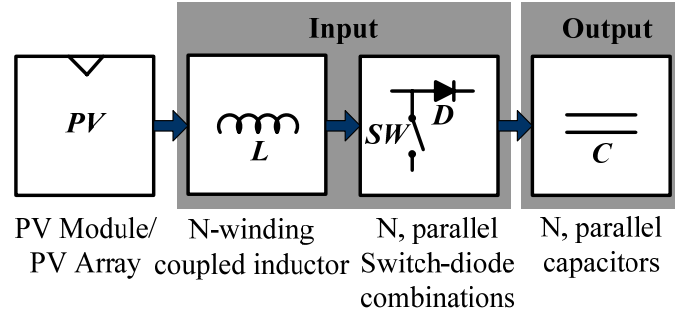 Input
Output
PV
L
SW
D
C
PV Module/
PV Array
N-winding
coupled inductor
N, parallel
Switch-diode
combinations
N, parallel
capacitors